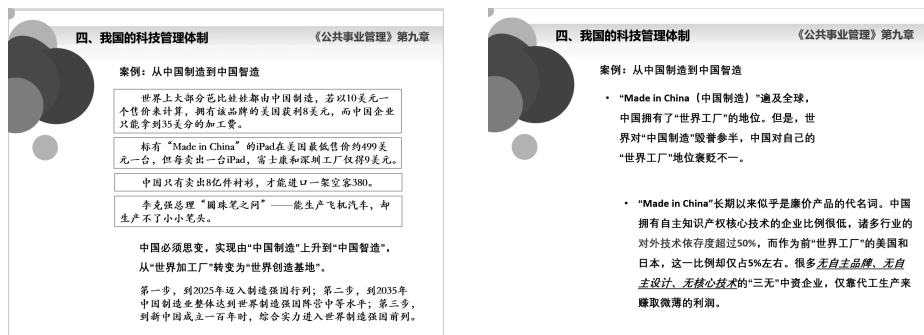 四、我国的科技管理体制
《公共事业管理》第九章
案例：从中国制造到中国智造
世界上大部分芭比娃娃都由中国制造，若以10美元一
个售价来计算，拥有该品牌的美国获利8美元，而中国企业
只能拿到35美分的加工费。
标有“Made in China”的iPad在美国最低售价约499美
元一台，但每卖出一台iPad，富士康和深圳工厂仅得9美元。
中国只有卖出8亿件衬衫，才能进口一架空客380。
李克强总理“圆珠笔之问”——能生产飞机汽车，却
生产不了小小笔头。
中国必须思变，实现由“中国制造”上升到“中国智造”，
从“世界加工厂”转变为“世界创造基地”。
第一步，到2025年迈入制造强国行列；第二步，到2035年
中国制造业整体达到世界制造强国阵营中等水平；第三步，
到新中国成立一百年时，综合实力进入世界制造强国前列。
四、我国的科技管理体制
《公共事业管理》第九章
案例：从中国制造到中国智造
• “Made in China（中国制造）”遍及全球，
中国拥有了“世界工厂”的地位。但是，世
界对“中国制造”毁誉参半，中国对自己的
“世界工厂”地位褒贬不一。
• “Made in China”长期以来似乎是廉价产品的代名词。中国
拥有自主知识产权核心技术的企业比例很低，诸多行业的
对外技术依存度超过50%，而作为前“世界工厂”的美国和
日本，这一比例却仅占5%左右。很多无自主品牌、无自
主设计、无核心技术的“三无”中资企业，仅靠代工生产来
赚取微薄的利润。